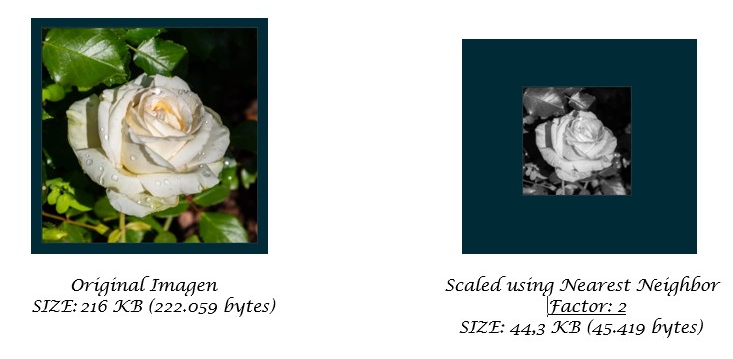 Original Imagen
SIZE: 216 KB (222.059 bytes)
Scaled using Nearest Neighbor
Factor: 2
SIZE: 44,3 KB (45.419 bytes)